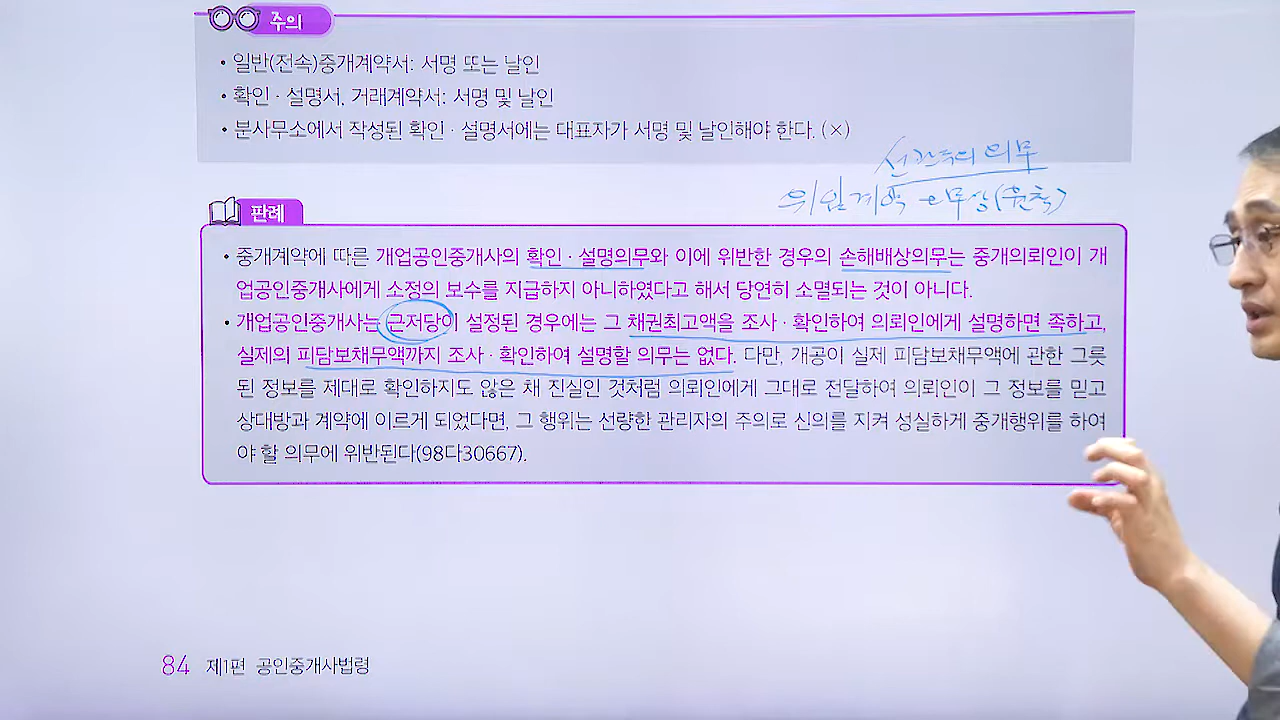 주의
• 일반(전속)중개계약서: 서명 또는 날인
• 확인 · 설명서, 거래계약서: 서명 및 날인
• 분사무소에서 작성된 확인 · 설명서에는 대표자가 서명 및 날인해야 한다. (×)
선관주의 의무
위임계약 유무상(원칙)
판례
• 중개계약에 따른 개업공인중개사의 확인 · 설명의무와 이에 위반한 경우의 손해배상의무는 중개의뢰인이 개
업공인중개사에게 소정의 보수를 지급하지 아니하였다고 해서 당연히 소멸되는 것이 아니다.
• 개업공인중개사는 근저당이 설정된 경우에는 그 채권최고액을 조사 · 확인하여 의뢰인에게 설명하면 족하고,
실제의 피담보채무액까지 조사 · 확인하여 설명할 의무는 없다. 다만, 개공이 실제 피담보채무액에 관한 그릇
된 정보를 제대로 확인하지도 않은 채 진실인 것처럼 의뢰인에게 그대로 전달하여 의뢰인이 그 정보를 믿고
상대방과 계약에 이르게 되었다면, 그 행위는 선량한 관리자의 주의로 신의를 지켜 성실하게 중개행위를 하여
야 할 의무에 위반된다(98다30667).
84 제1편 공인중개사법령